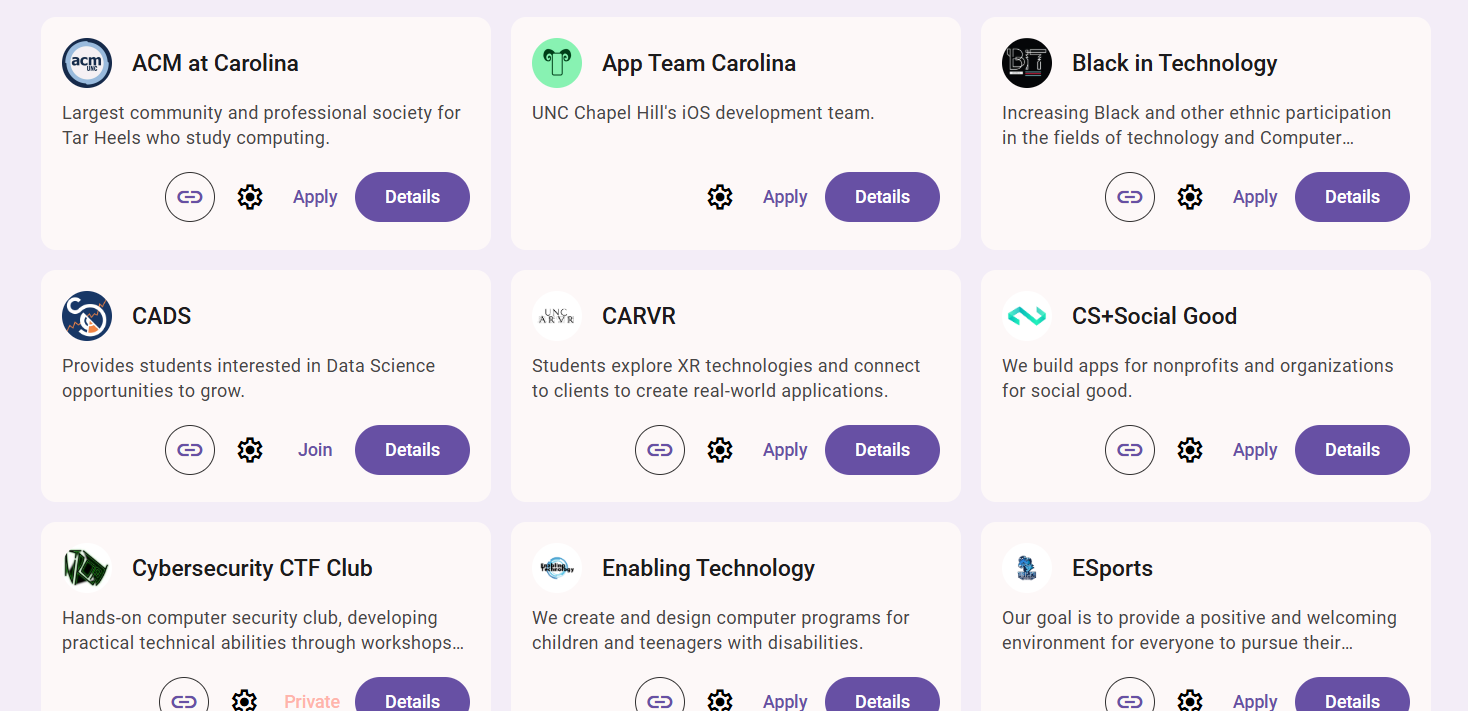 acm
UNC
ACM at Carolina
Largest community and professional society for
Tar Heels who study computing.
Apply
Details
App Team Carolina
UNC Chapel Hill's iOS development team.
Apply
Details
BIT
Black in Technology
Increasing Black and other ethnic participation
in the fields of technology and Computer…
Apply
Details
CADS
Provides students interested in Data Science
opportunities to grow.
Join
Details
UNC
ARVR
CARVR
Students explore XR technologies and connect
to clients to create real-world applications.
Apply
Details
CS+Social Good
We build apps for nonprofits and organizations
for social good.
Apply
Details
Cybersecurity CTF Club
Hands-on computer security club, developing
practical technical abilities through workshops…
Private
Details
Enabling
Technology
Enabling Technology
We create and design computer programs for
children and teenagers with disabilities.
Apply
Details
ESports
Our goal is to provide a positive and welcoming
environment for everyone to pursue their…
Apply
Details